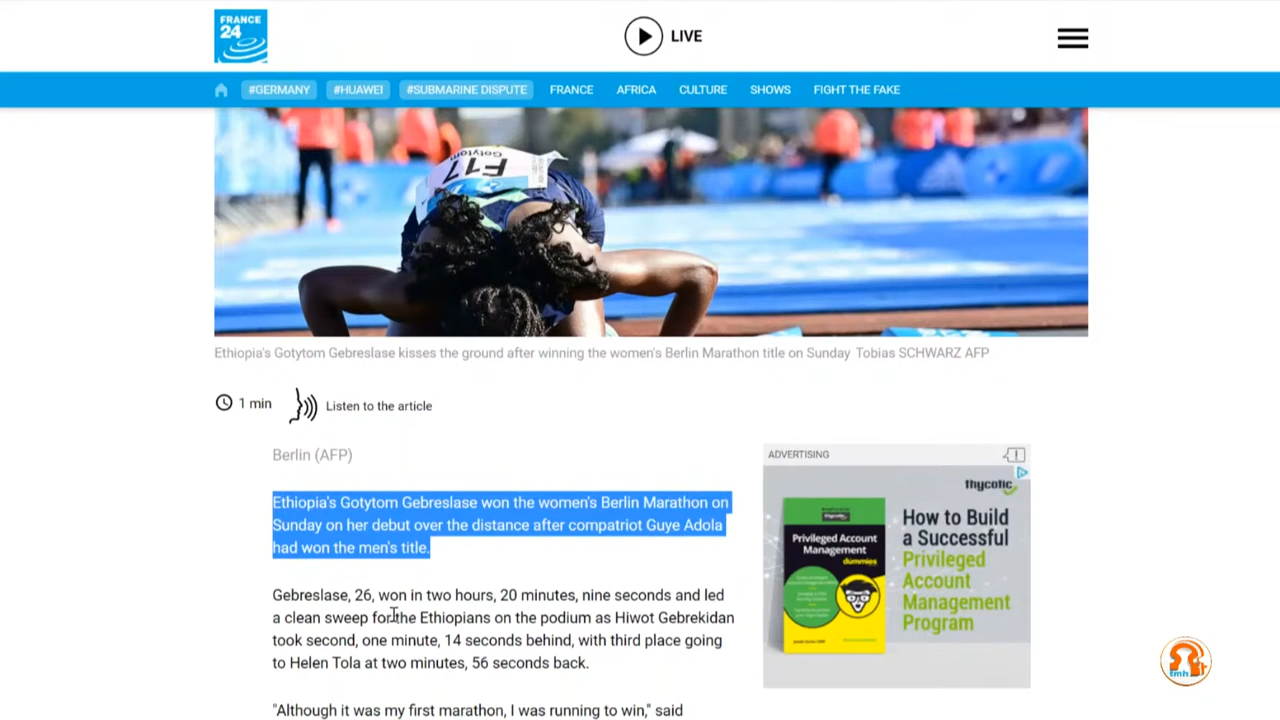 FRANCE
24
LIVE
#GERMANY #HUAWEI #SUBMARINE DISPUTE FRANCE AFRICA CULTURE SHOWS FIGHT THE FAKE
Gotytom
F17
Ethiopia's Gotytom Gebreslase kisses the ground after winning the women's Berlin Marathon title on Sunday Tobias SCHWARZ AFP
1 min Listen to the article
Berlin (AFP)
Ethiopia's Gotytom Gebreslase won the women's Berlin Marathon on
Sunday on her debut over the distance after compatriot Guye Adola
had won the men's title.
Gebreslase, 26, won in two hours, 20 minutes, nine seconds and led
a clean sweep for the Ethiopians on the podium as Hiwot Gebrekidan
took second, one minute, 14 seconds behind, with third place going
to Helen Tola at two minutes, 56 seconds back.
"Although it was my first marathon, I was running to win," said
ADVERTISING
thycotic
How to Build
a Successful
Privileged
Account
Management
Program
Privileged Account
Management
dummies
tmh